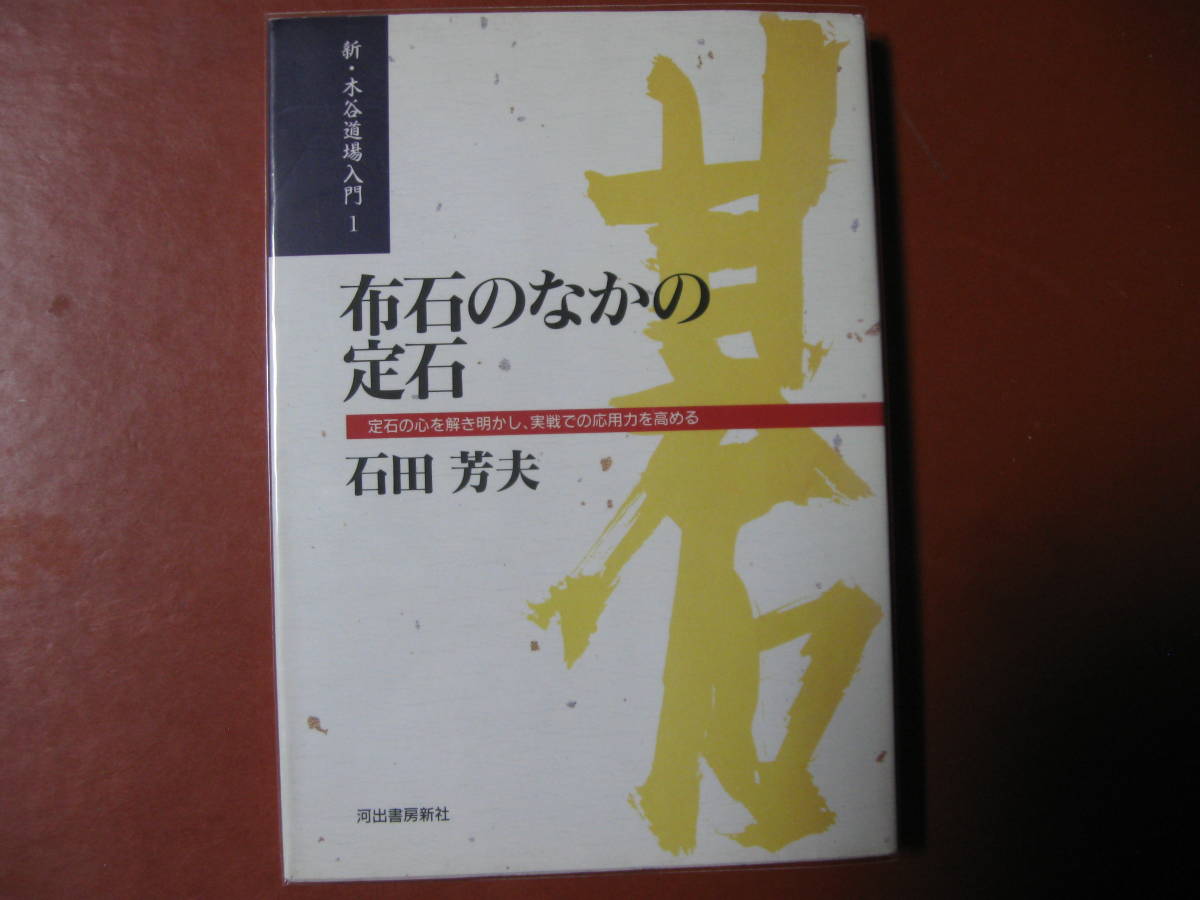 新・木谷道場入門 1
布石のなかの
定石
定石の心を解き明かし、実戦での応用力を高める
石田 芳夫
河出書房新社
碁